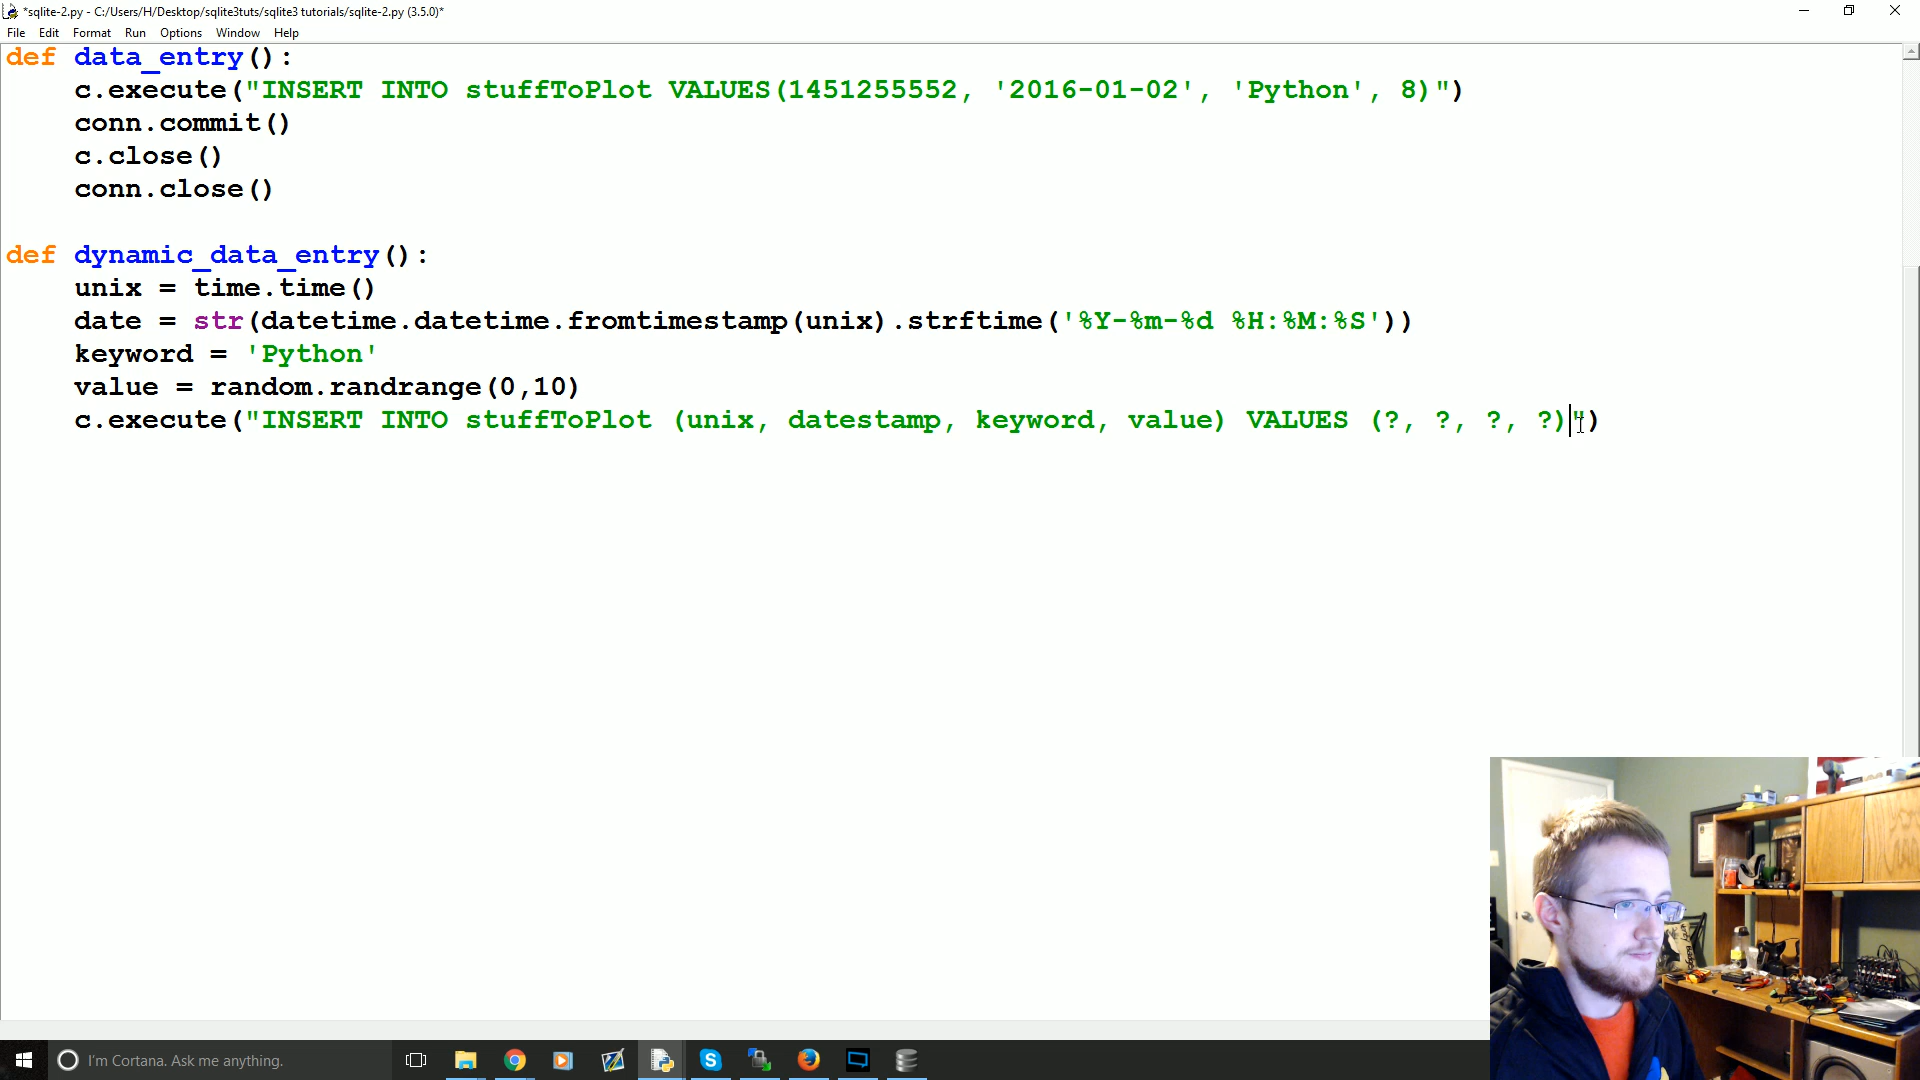 *sqlite-2.py - C:/Users/H/Desktop/sqlite3tuts/sqlite3 tutorials/sqlite-2.py (3.5.0)*
File Edit Format Run Options Window Help
def data_entry():
    c.execute("INSERT INTO stuffToPlot VALUES(1451255552, '2016-01-02', 'Python', 8)")
    conn.commit()
    c.close()
    conn.close()
def dynamic_data_entry():
    unix = time.time()
    date = str(datetime.datetime.fromtimestamp(unix).strftime('%Y-%m-%d %H:%M:%S'))
    keyword = 'Python'
    value = random.randrange(0,10)
    c.execute("INSERT INTO stuffToPlot (unix, datestamp, keyword, value) VALUES (?, ?, ?, ?)")
I'm Cortana. Ask me anything.